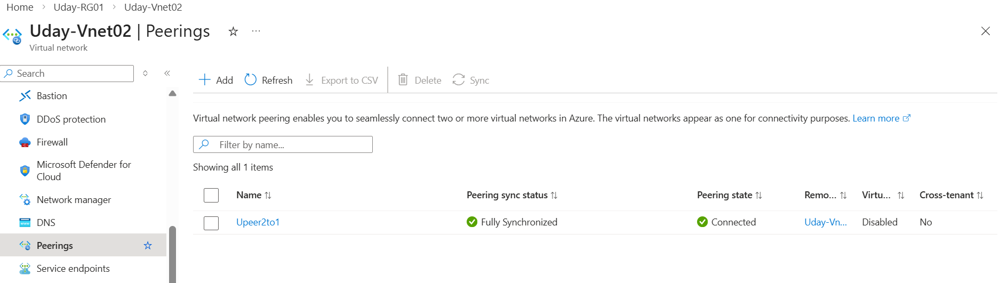 Home > Uday-RG01 > Uday-Vnet02
Uday-Vnet02 | Peerings
Virtual network
Search
Bastion
DDoS protection
Firewall
Microsoft Defender for
Cloud
Network manager
DNS
Peerings
Service endpoints
Add Refresh Export to CSV Delete Sync
Virtual network peering enables you to seamlessly connect two or more virtual networks in Azure. The virtual networks appear as one for connectivity purposes. Learn more
Filter by name...
Showing all 1 items
Name Peering sync status Peering state Remo... Virtu... Cross-tenant
Upeer2to1 Fully Synchronized Connected Uday-Vn... Disabled No